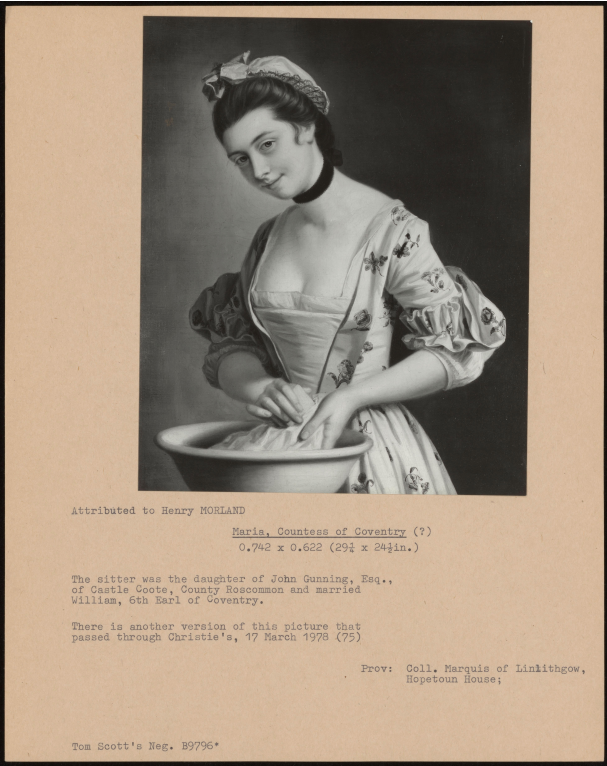 Attributed to Henry MORLAND
Maria, Countess of Coventry (?)
0.742 x 0.622 (29¼ x 24½in.)
The sitter was the daughter of John Gunning, Esq.,
of Castle Coote, County Roscommon and married
William, 6th Earl of Coventry.
There is another version of this picture that
passed through Christie's, 17 March 1978 (75)
Prov: Coll. Marquis of Linlithgow,
Hopetoun House;
Tom Scott's Neg. B9796*